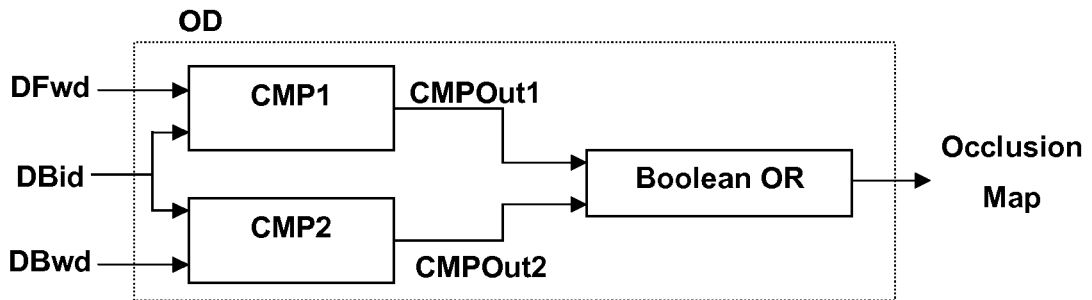 OD
DFwd
CMP1
CMPOut1
DBid
Boolean OR
Occlusion
Map
CMP2
DBwd
CMPOut2